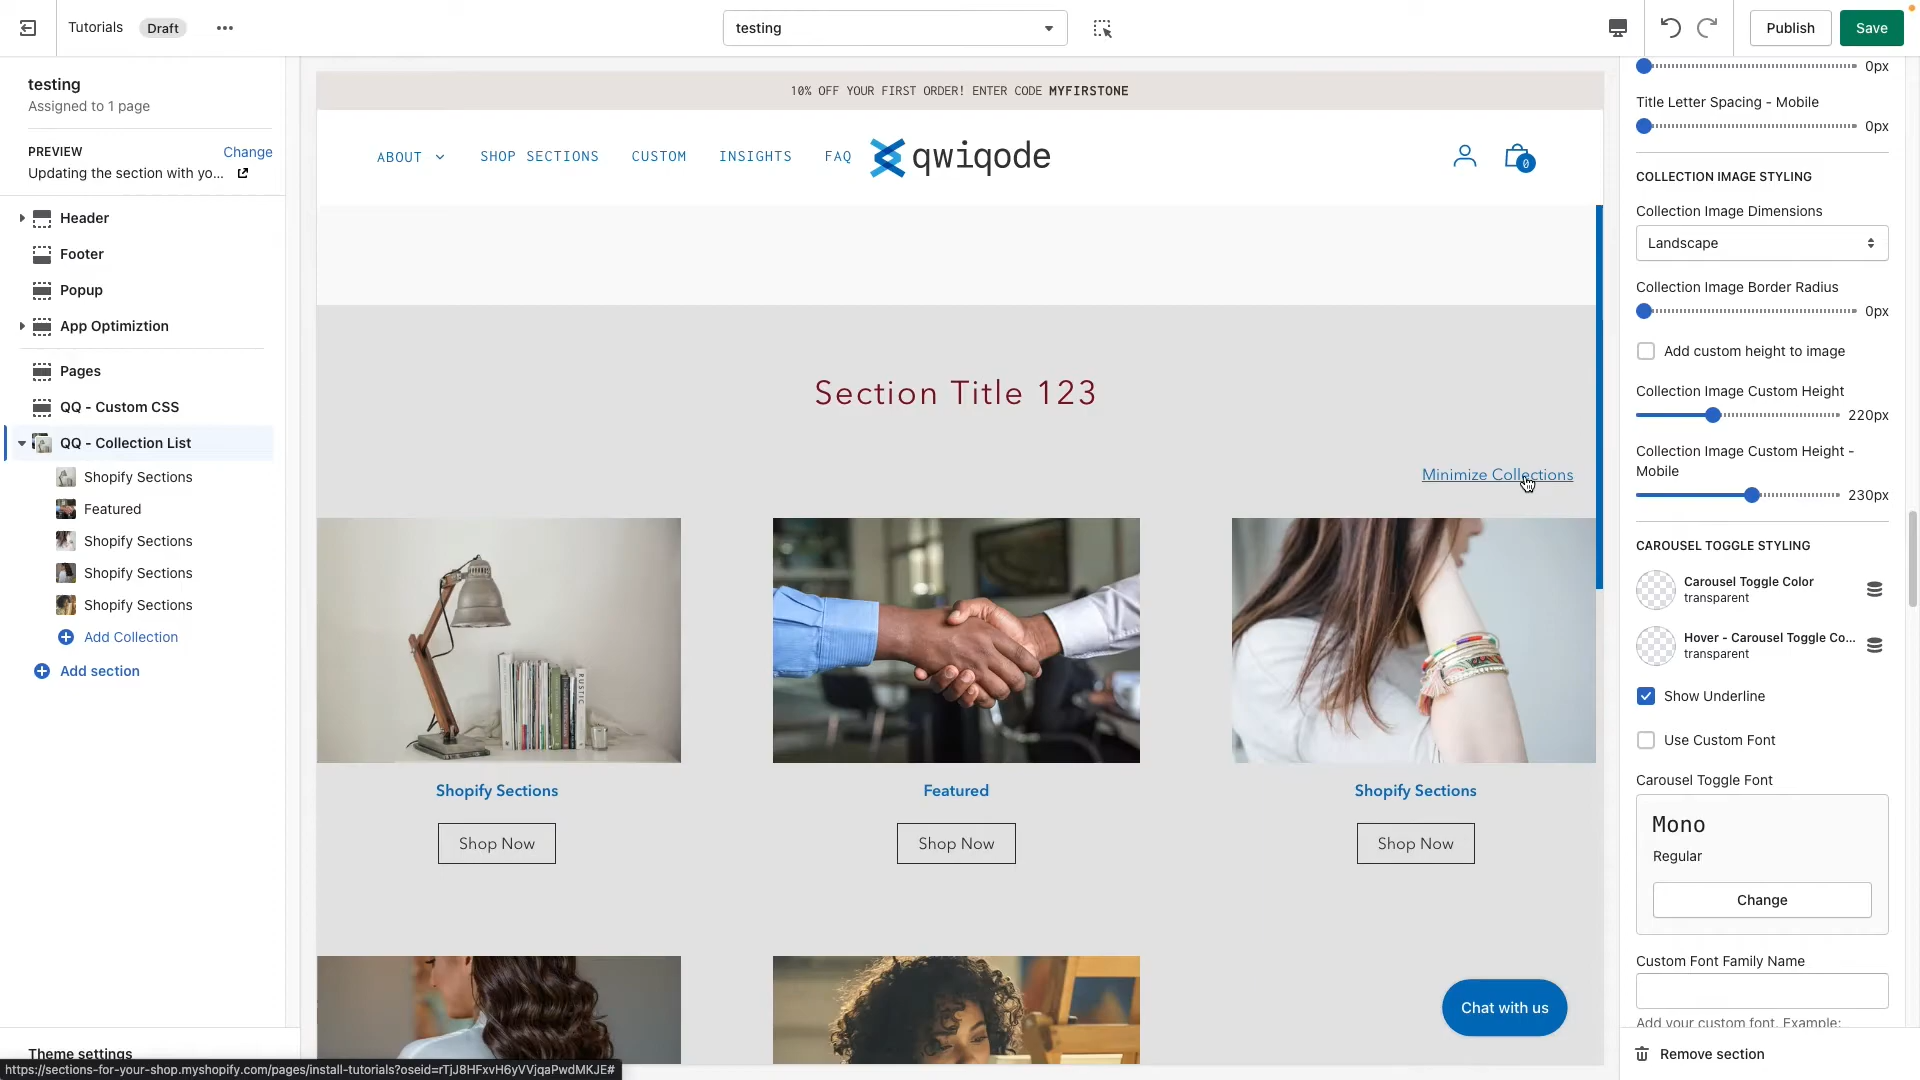 Tutorials Draft
testing
Publish
Save
testing
Assigned to 1 page
PREVIEW Change
Updating the section with yo...
Header
Footer
Popup
App Optimiztion
Pages
QQ - Custom CSS
QQ - Collection List
Shopify Sections
Featured
Shopify Sections
Shopify Sections
Shopify Sections
Add Collection
Add section
Theme settings
https://sections-for-your-shop.myshopify.com/pages/install-tutorials?oseid=rTjJ8HFxvH6yVVjqaPwdMKJE#
10% OFF YOUR FIRST ORDER! ENTER CODE MYFIRSTONE
ABOUT SHOP SECTIONS CUSTOM INSIGHTS FAQ qwiqode 0
Section Title 123
Minimize Collections
RUSTIC
Shopify Sections Featured Shopify Sections
Shop Now Shop Now Shop Now
Chat with us
0px
Title Letter Spacing - Mobile
0px
COLLECTION IMAGE STYLING
Collection Image Dimensions
Landscape
Collection Image Border Radius
0px
Add custom height to image
Collection Image Custom Height
220px
Collection Image Custom Height -
Mobile
230px
CAROUSEL TOGGLE STYLING
Carousel Toggle Color
transparent
Hover - Carousel Toggle Co...
transparent
Show Underline
Use Custom Font
Carousel Toggle Font
Mono
Regular
Change
Custom Font Family Name
Add your custom font. Example:
Remove section